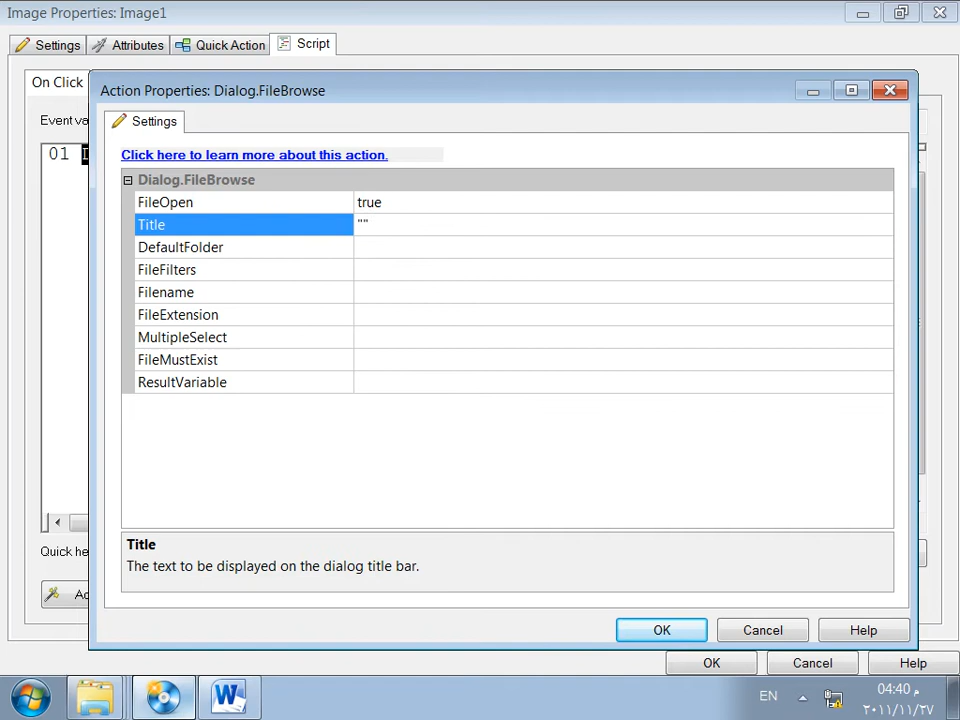 Image Properties: Image1
Settings
Attributes
Quick Action
Script
On Click
Action Properties: Dialog.FileBrowse
Settings
Event va
Click here to learn more about this action.
01
Dialog.FileBrowse
FileOpen true
Title ""
DefaultFolder
FileFilters
Filename
FileExtension
MultipleSelect
FileMustExist
ResultVariable
Title
Quick he
The text to be displayed on the dialog title bar.
OK
Cancel
Help
OK
Cancel
Help
EN
04:40 م
٢٠١١/١١/٢٧